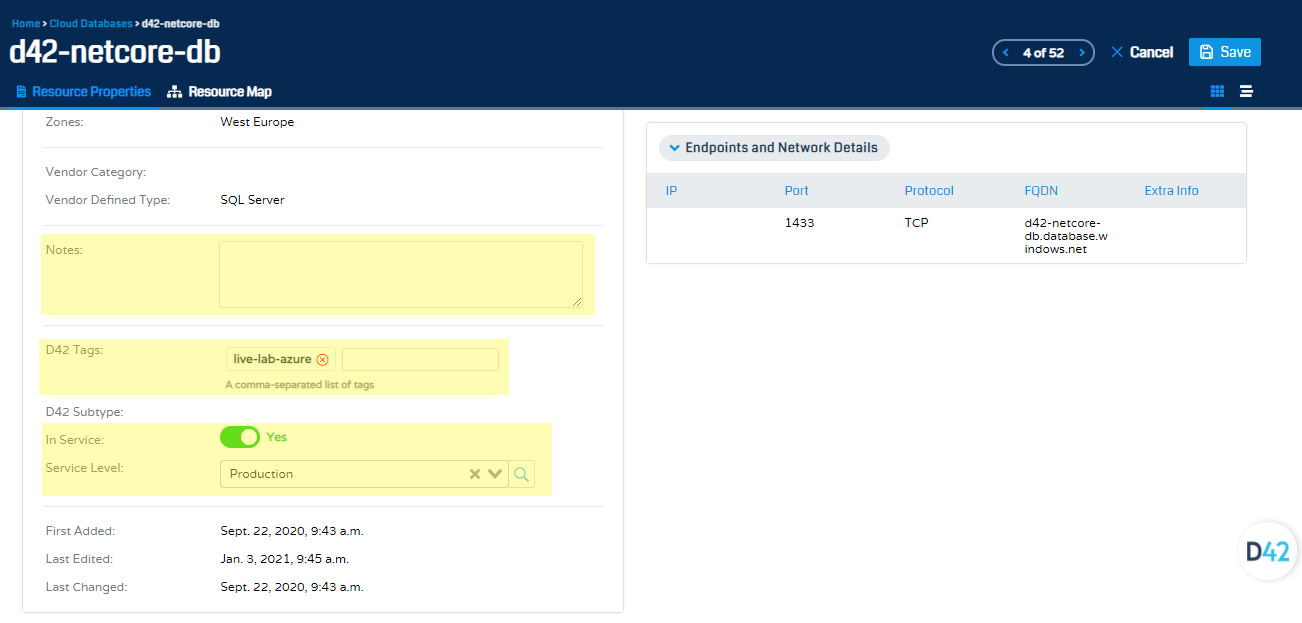 Home > Cloud Databases > d42-netcore-db
d42-netcore-db
4 of 52
Cancel
Save
Resource Properties
Resource Map
Zones: West Europe
Vendor Category:
Vendor Defined Type: SQL Server
Notes:
D42 Tags: live-lab-azure
A comma-separated list of tags
D42 Subtype:
In Service: Yes
Service Level: Production
First Added: Sept. 22, 2020, 9:43 a.m.
Last Edited: Jan. 3, 2021, 9:45 a.m.
Last Changed: Sept. 22, 2020, 9:43 a.m.
Endpoints and Network Details
IP Port Protocol FQDN Extra Info
1433 TCP d42-netcore-
db.database.w
indows.net
D42